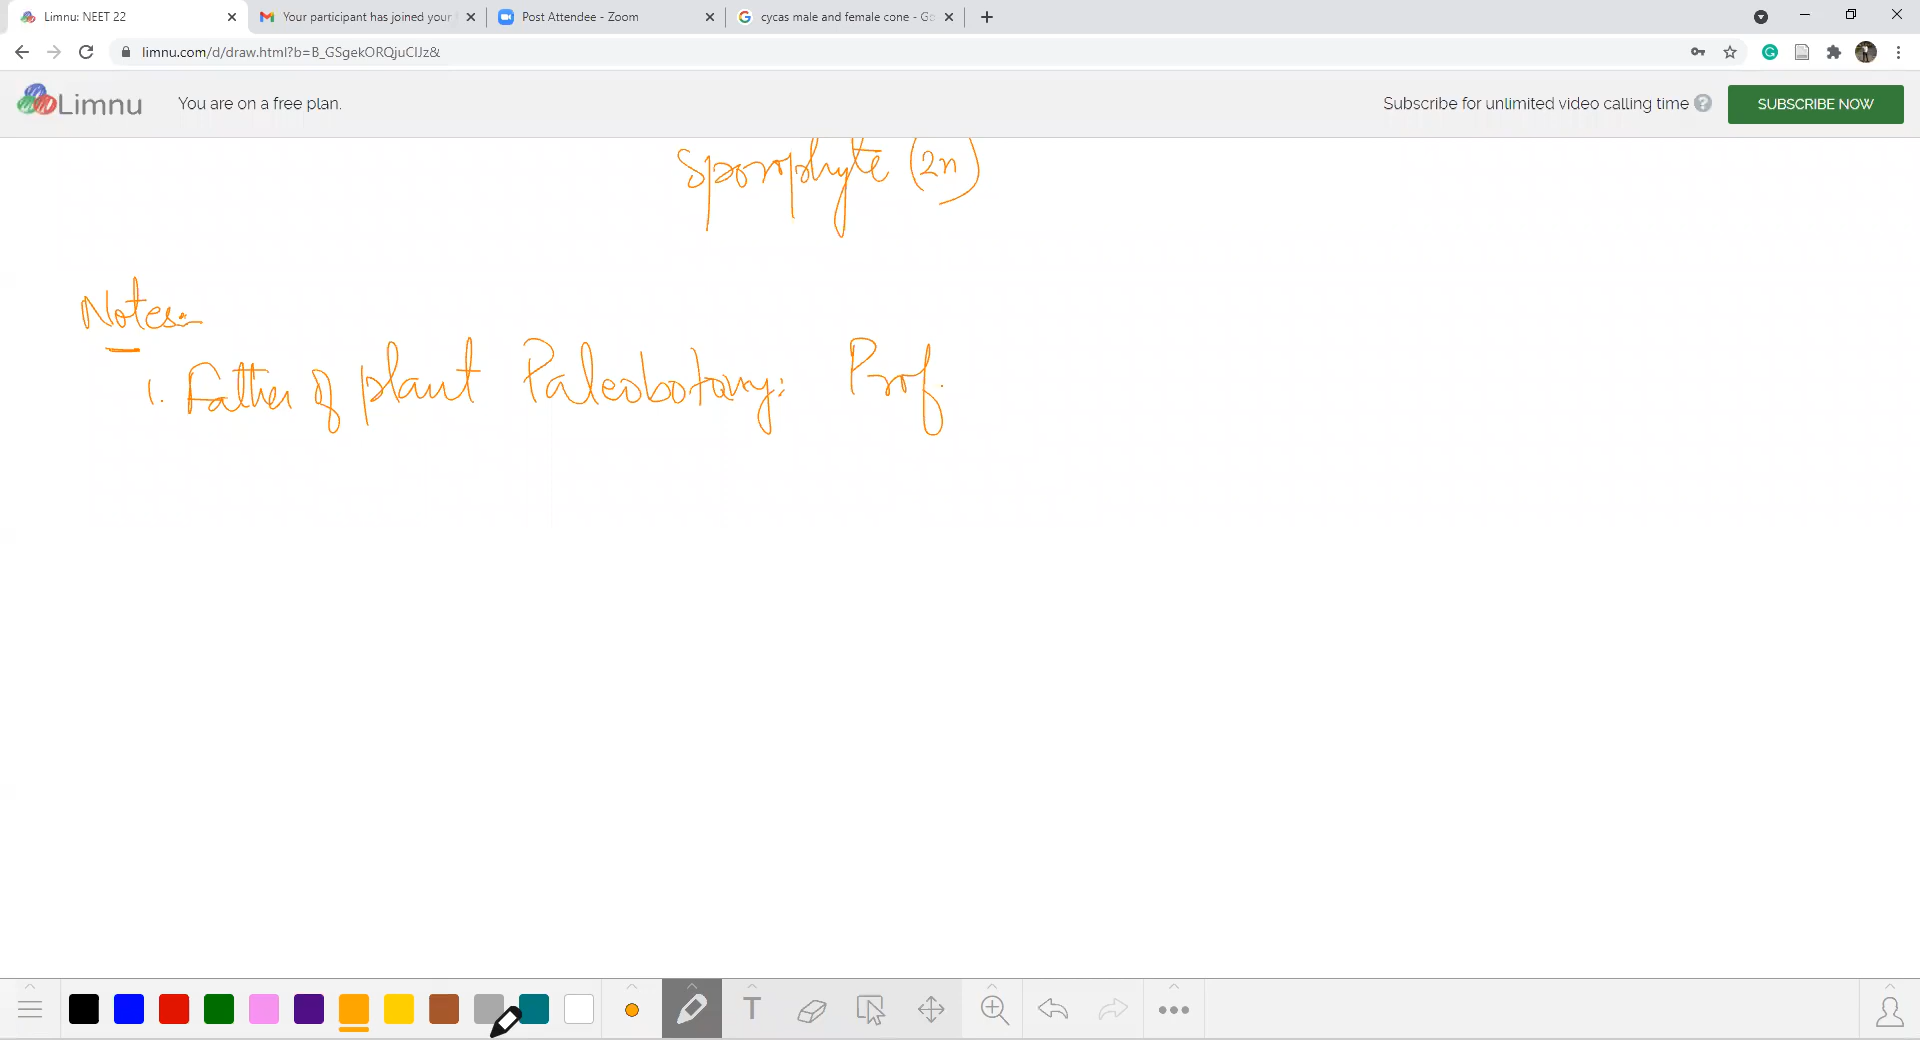 Limnu: NEET 22
Your participant has joined your
Post Attendee - Zoom
cycas male and female cone - Go
limnu.com/d/draw.html?b=B_GSgekORQjuClJz&
Limnu
You are on a free plan.
Subscribe for unlimited video calling time ?
SUBSCRIBE NOW
Sporophyte (2n)
Notes:-
1. Father of plant Paleobotany: Prof.
T